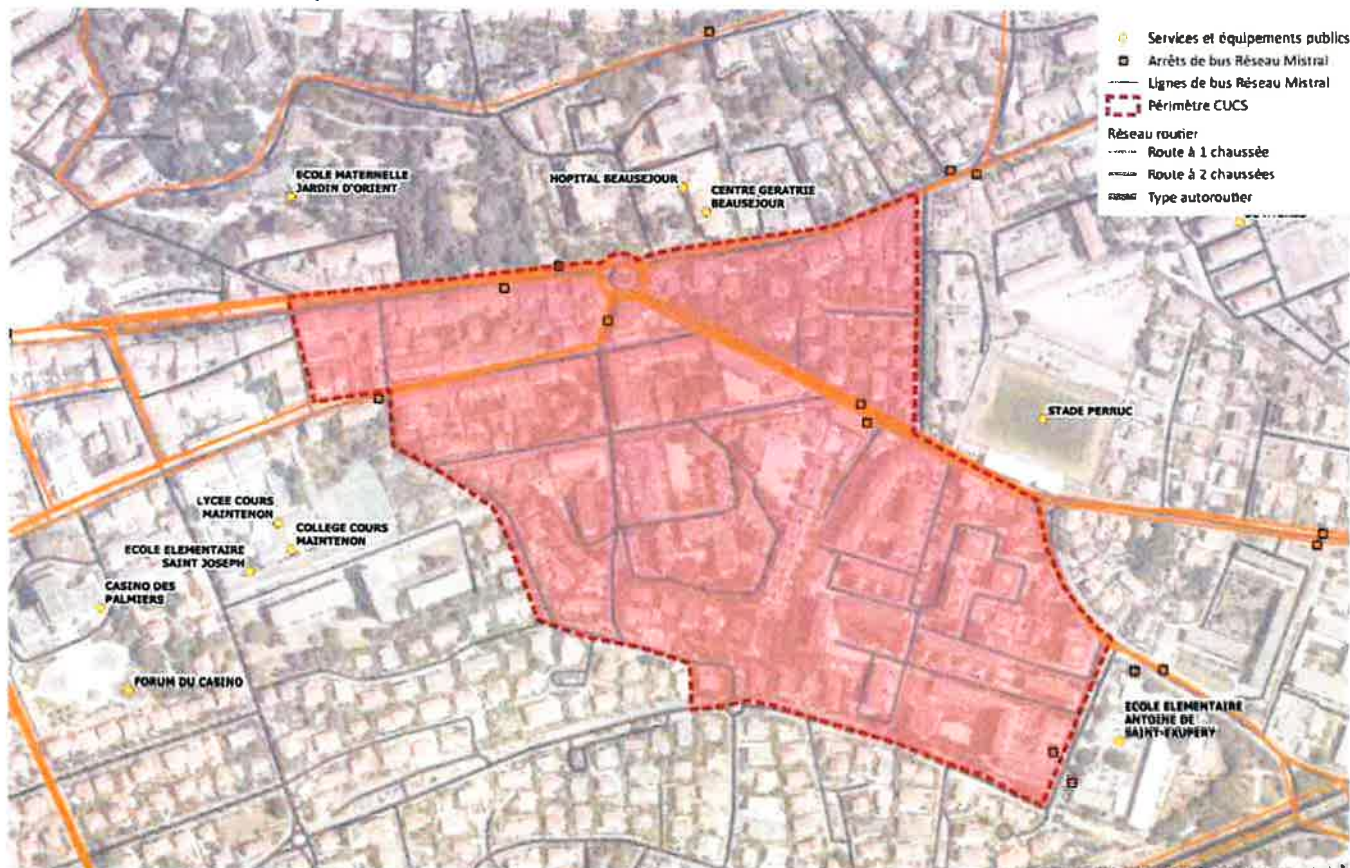 Services et équipements publics
Arrêts de bus Réseau Mistral
Lignes de bus Réseau Mistral
Périmètre CUCS
Réseau routier
Route à 1 chaussée
Route à 2 chaussées
Type autoroutier
ECOLE MATERNELLE
JARDIN D'ORIENT
HOPITAL BEAUSEJOUR
CENTRE GERATRIE
BEAUSEJOUR
STADE PERRUC
LYCEE COURS
MAINTENON
COLLEGE COURS
MAINTENON
ECOLE ELEMENTAIRE
SAINT JOSEPH
CASINO DES
PALMIERS
FORUM DU CASINO
ECOLE ELEMENTAIRE
ANTOINE DE
SAINT-EXUPERY